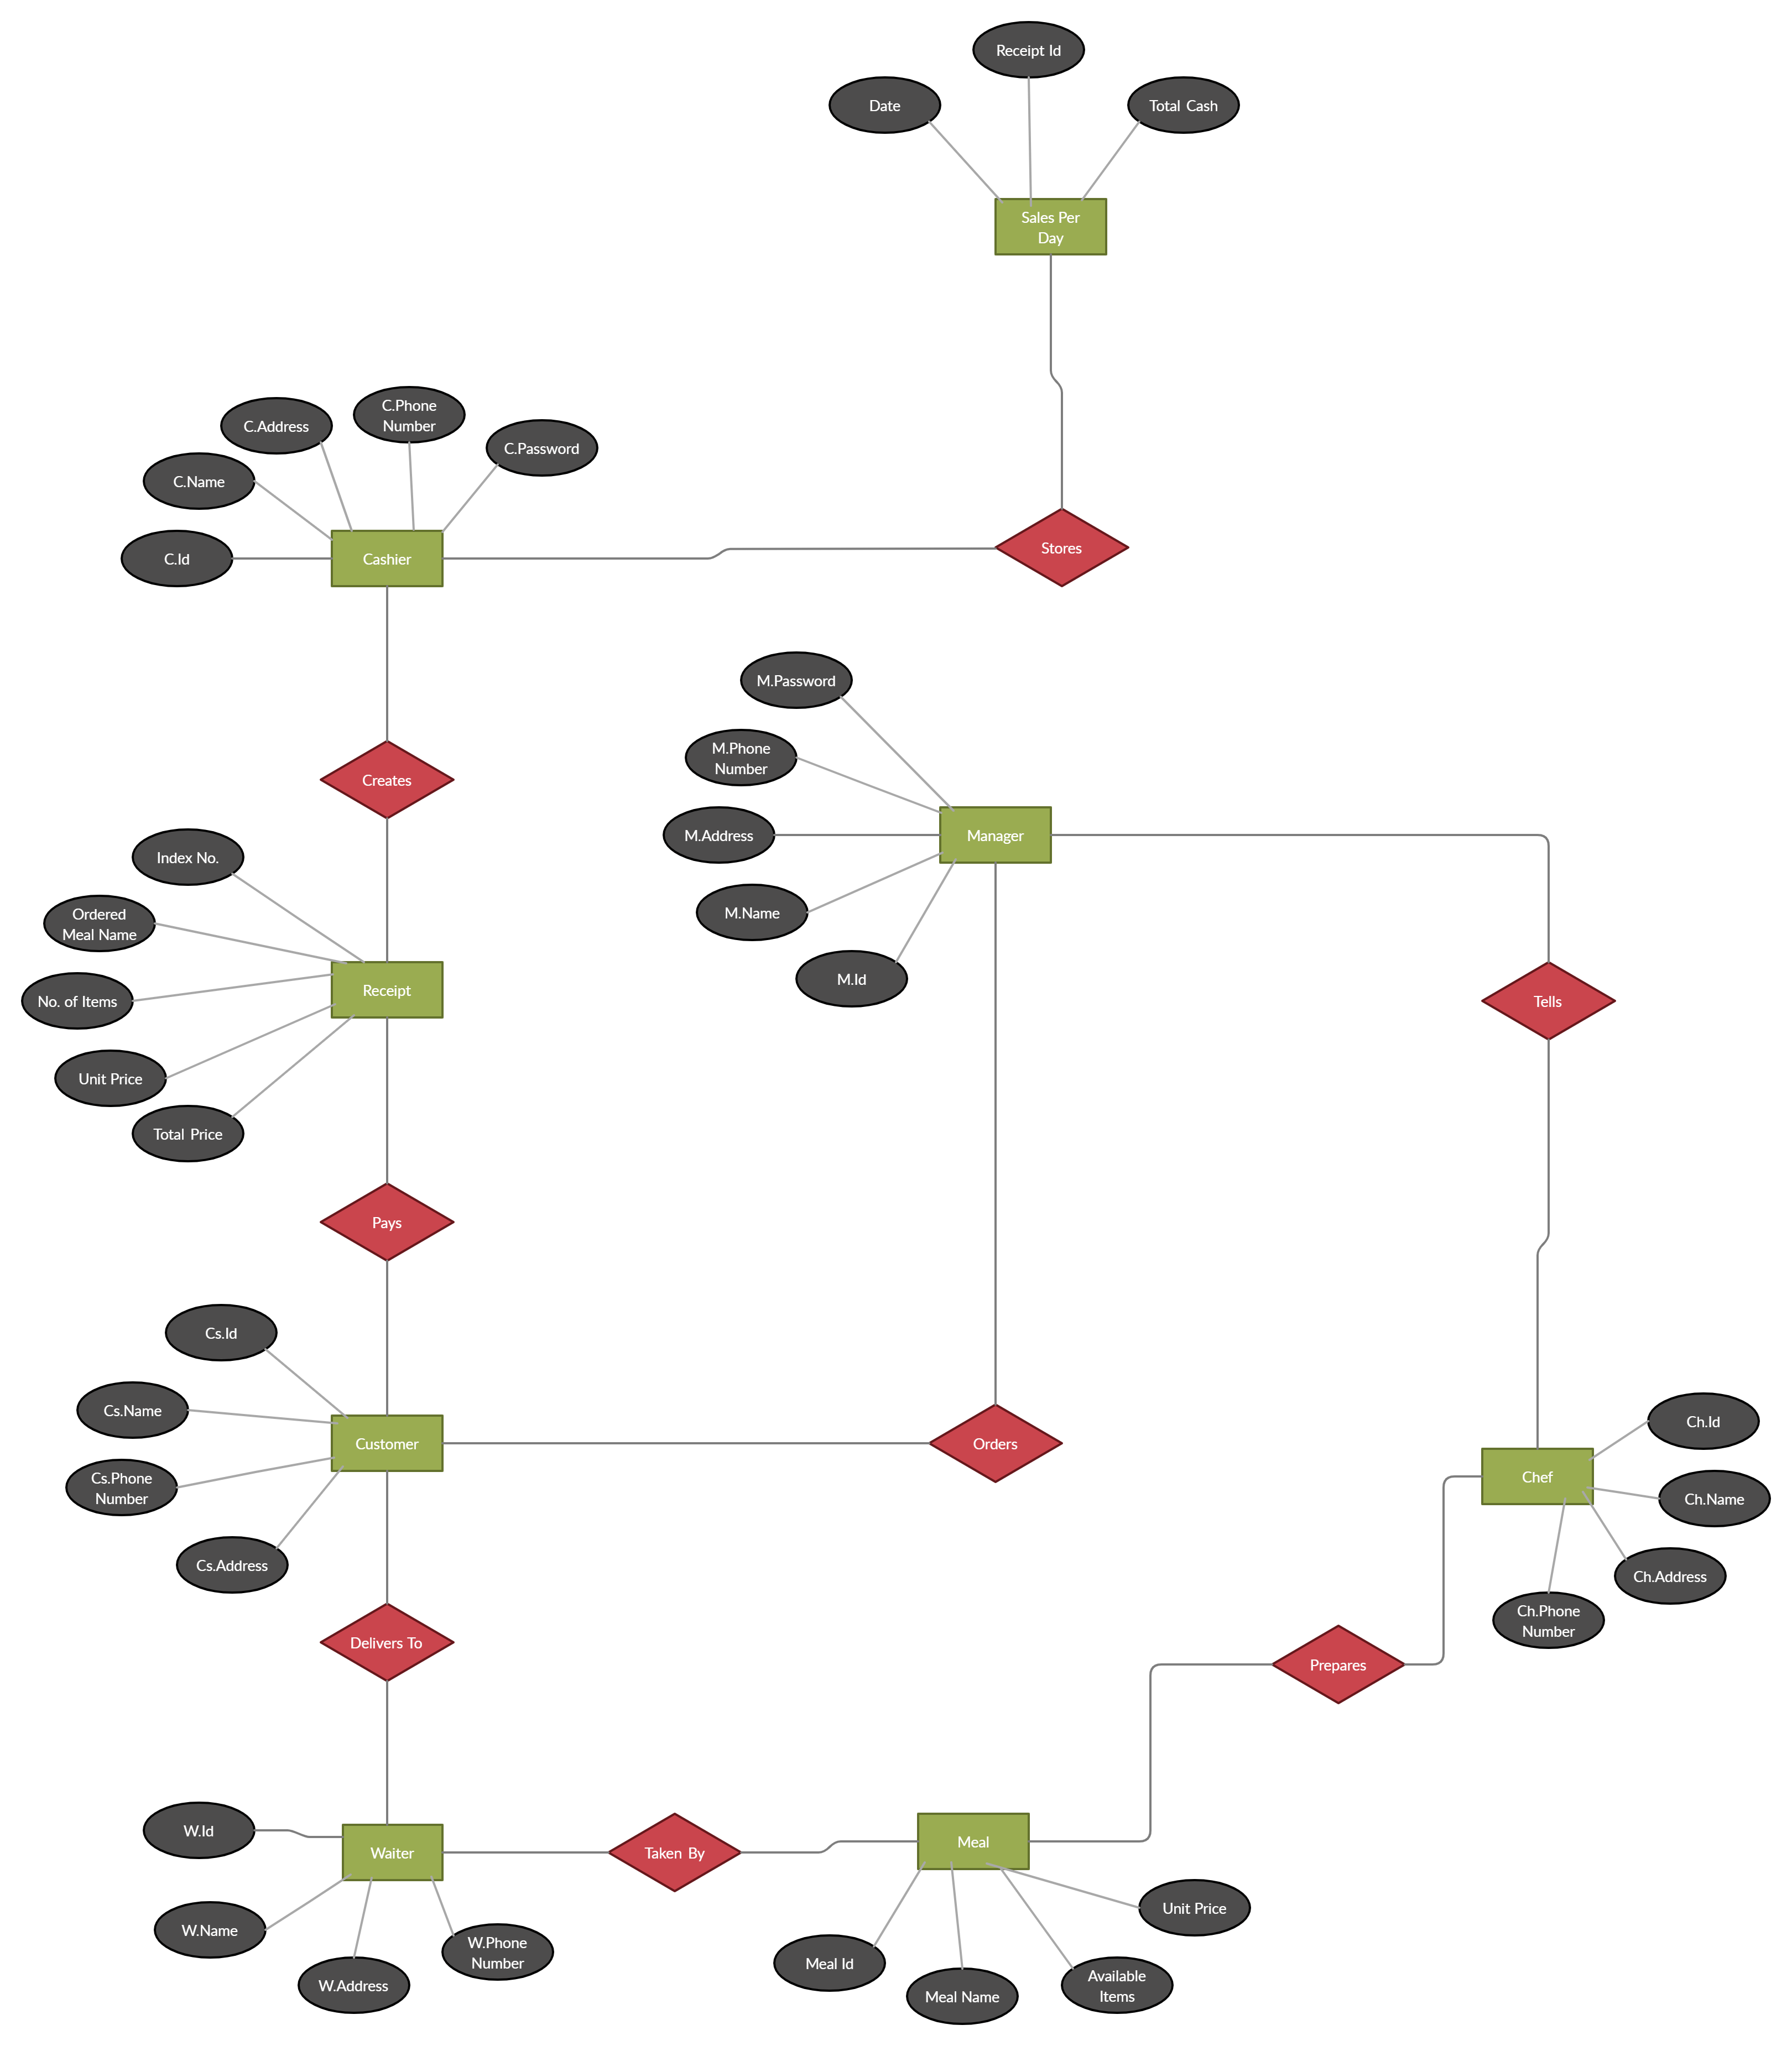 Receipt Id
Date
Total Cash
Sales Per
Day
C.Phone
Number
C.Address
C.Password
C.Name
C.Id
Cashier
Stores
M.Password
M.Phone
Number
Creates
M.Address
Manager
Index No.
Ordered
Meal Name
M.Name
M.Id
Receipt
No. of Items
Tells
Unit Price
Total Price
Pays
Cs.Id
Cs.Name
Ch.Id
Customer
Orders
Chef
Cs.Phone
Number
Ch.Name
Cs.Address
Ch.Address
Ch.Phone
Number
Delivers To
Prepares
W.Id
Waiter
Taken By
Meal
Unit Price
W.Name
W.Phone
Number
Meal Id
W.Address
Meal Name
Available
Items